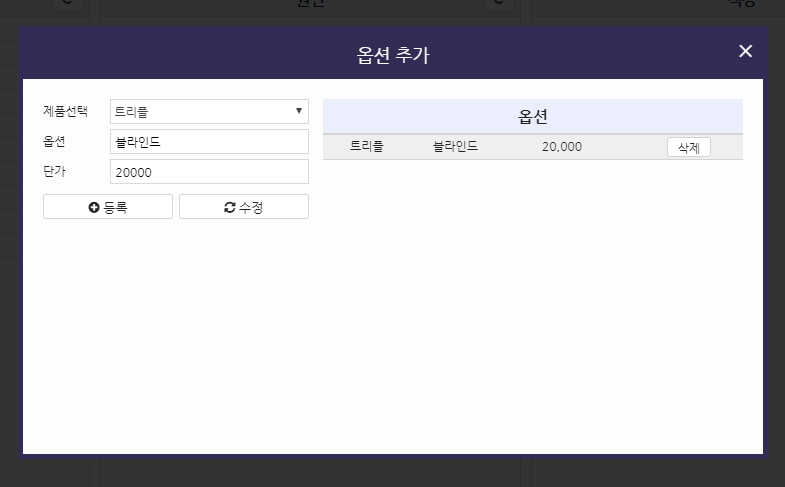 옵션 추가
제품선택 트리플
옵션 블라인드
단가 20000
등록 수정
옵션
트리플 블라인드 20,000 삭제